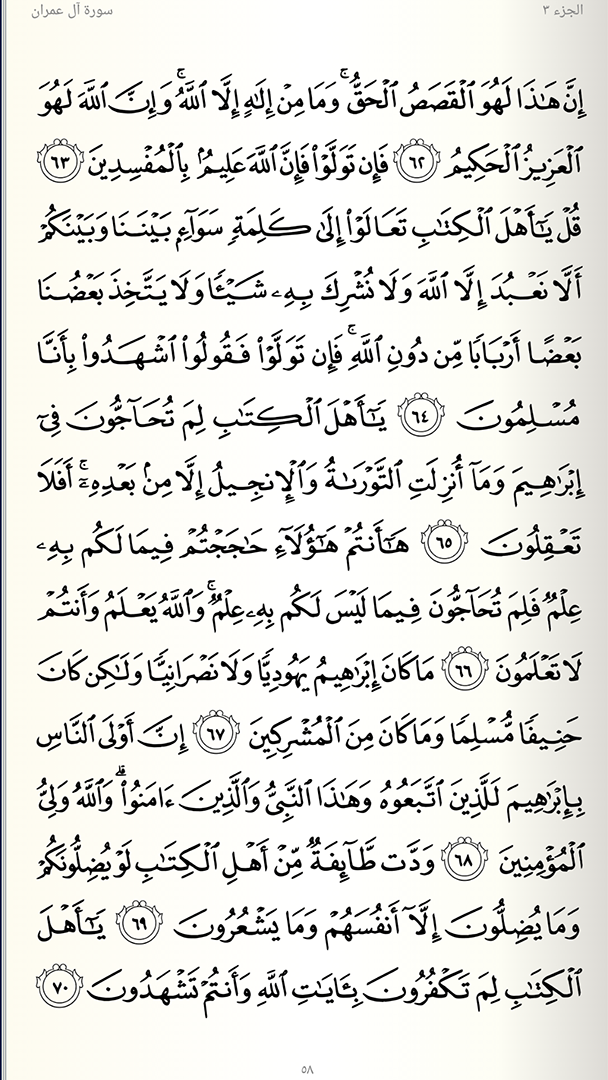 الجزء ٣
سورة آل عمران
إِنَّ هَٰذَا لَهُوَ ٱلْقَصَصُ ٱلْحَقُّ ۚ وَمَا مِنْ إِلَٰهٍ إِلَّا ٱللَّهُ ۚ وَإِنَّ ٱللَّهَ لَهُوَ
ٱلْعَزِيزُ ٱلْحَكِيمُ ٦٢ فَإِن تَوَلَّوْا۟ فَإِنَّ ٱللَّهَ عَلِيمٌۢ بِٱلْمُفْسِدِينَ ٦٣
قُلْ يَٰٓأَهْلَ ٱلْكِتَٰبِ تَعَالَوْا۟ إِلَىٰ كَلِمَةٍ سَوَآءٍۭ بَيْنَنَا وَبَيْنَكُمْ
أَلَّا نَعْبُدَ إِلَّا ٱللَّهَ وَلَا نُشْرِكَ بِهِۦ شَيْـًٔا وَلَا يَتَّخِذَ بَعْضُنَا
بَعْضًا أَرْبَابًا مِّن دُونِ ٱللَّهِ ۚ فَإِن تَوَلَّوْا۟ فَقُولُوا۟ ٱشْهَدُوا۟ بِأَنَّا
مُسْلِمُونَ ٦٤ يَٰٓأَهْلَ ٱلْكِتَٰبِ لِمَ تُحَآجُّونَ فِىٓ
إِبْرَٰهِيمَ وَمَآ أُنزِلَتِ ٱلتَّوْرَىٰةُ وَٱلْإِنجِيلُ إِلَّا مِنۢ بَعْدِهِۦٓ ۚ أَفَلَا
تَعْقِلُونَ ٦٥ هَٰٓأَنتُمْ هَٰٓؤُلَآءِ حَٰجَجْتُمْ فِيمَا لَكُم بِهِۦ
عِلْمٌ فَلِمَ تُحَآجُّونَ فِيمَا لَيْسَ لَكُم بِهِۦ عِلْمٌ ۚ وَٱللَّهُ يَعْلَمُ وَأَنتُمْ
لَا تَعْلَمُونَ ٦٦ مَا كَانَ إِبْرَٰهِيمُ يَهُودِيًّا وَلَا نَصْرَانِيًّا وَلَٰكِن كَانَ
حَنِيفًا مُّسْلِمًا وَمَا كَانَ مِنَ ٱلْمُشْرِكِينَ ٦٧ إِنَّ أَوْلَى ٱلنَّاسِ
بِإِبْرَٰهِيمَ لَلَّذِينَ ٱتَّبَعُوهُ وَهَٰذَا ٱلنَّبِىُّ وَٱلَّذِينَ ءَامَنُوا۟ ۗ وَٱللَّهُ وَلِىُّ
ٱلْمُؤْمِنِينَ ٦٨ وَدَّت طَّآئِفَةٌ مِّنْ أَهْلِ ٱلْكِتَٰبِ لَوْ يُضِلُّونَكُمْ
وَمَا يُضِلُّونَ إِلَّآ أَنفُسَهُمْ وَمَا يَشْعُرُونَ ٦٩ يَٰٓأَهْلَ
ٱلْكِتَٰبِ لِمَ تَكْفُرُونَ بِـَٔايَٰتِ ٱللَّهِ وَأَنتُمْ تَشْهَدُونَ ٧٠
٥٨